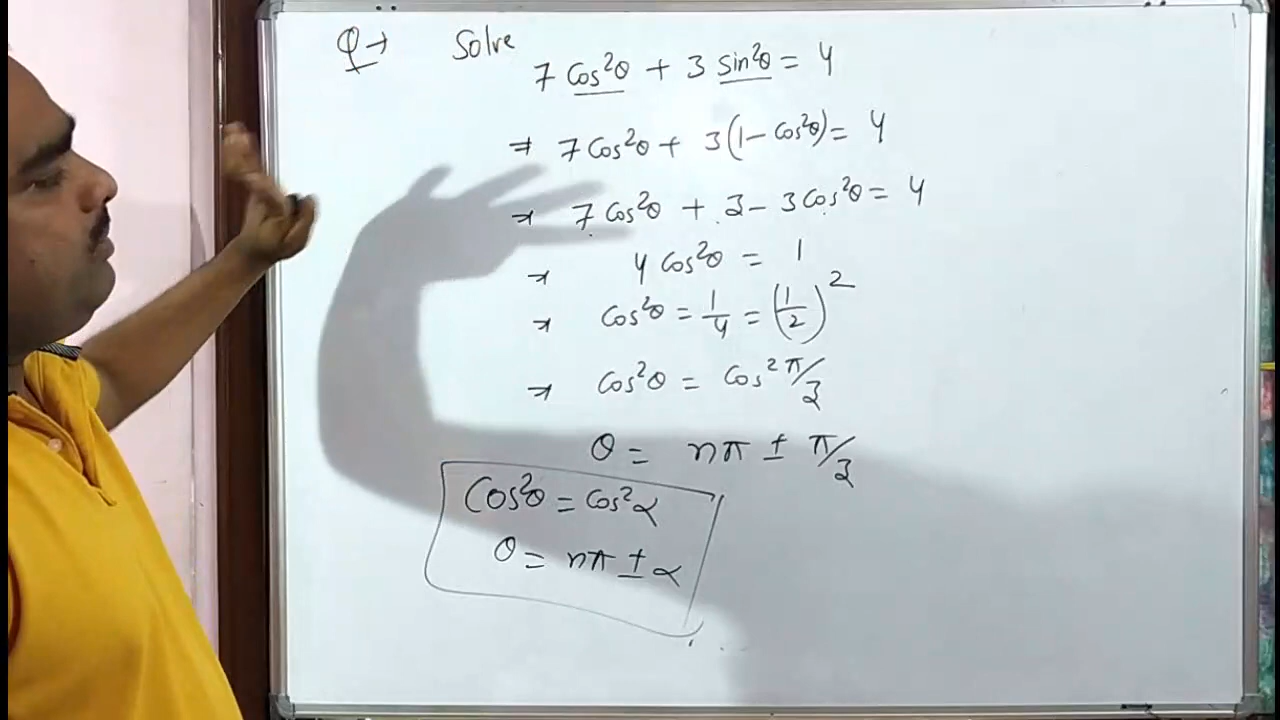 Q→ Solve
7 cos²θ + 3 sin²θ = 4
⇒ 7 cos²θ + 3(1 - cos²θ) = 4
⇒ 7 cos²θ + 3 - 3 cos²θ = 4
⇒ 4 cos²θ = 1
⇒ cos²θ = 1/4 = (1/2)²
⇒ cos²θ = cos² π/3
θ = nπ ± π/3
cos²θ = cos²α
θ = nπ ± α